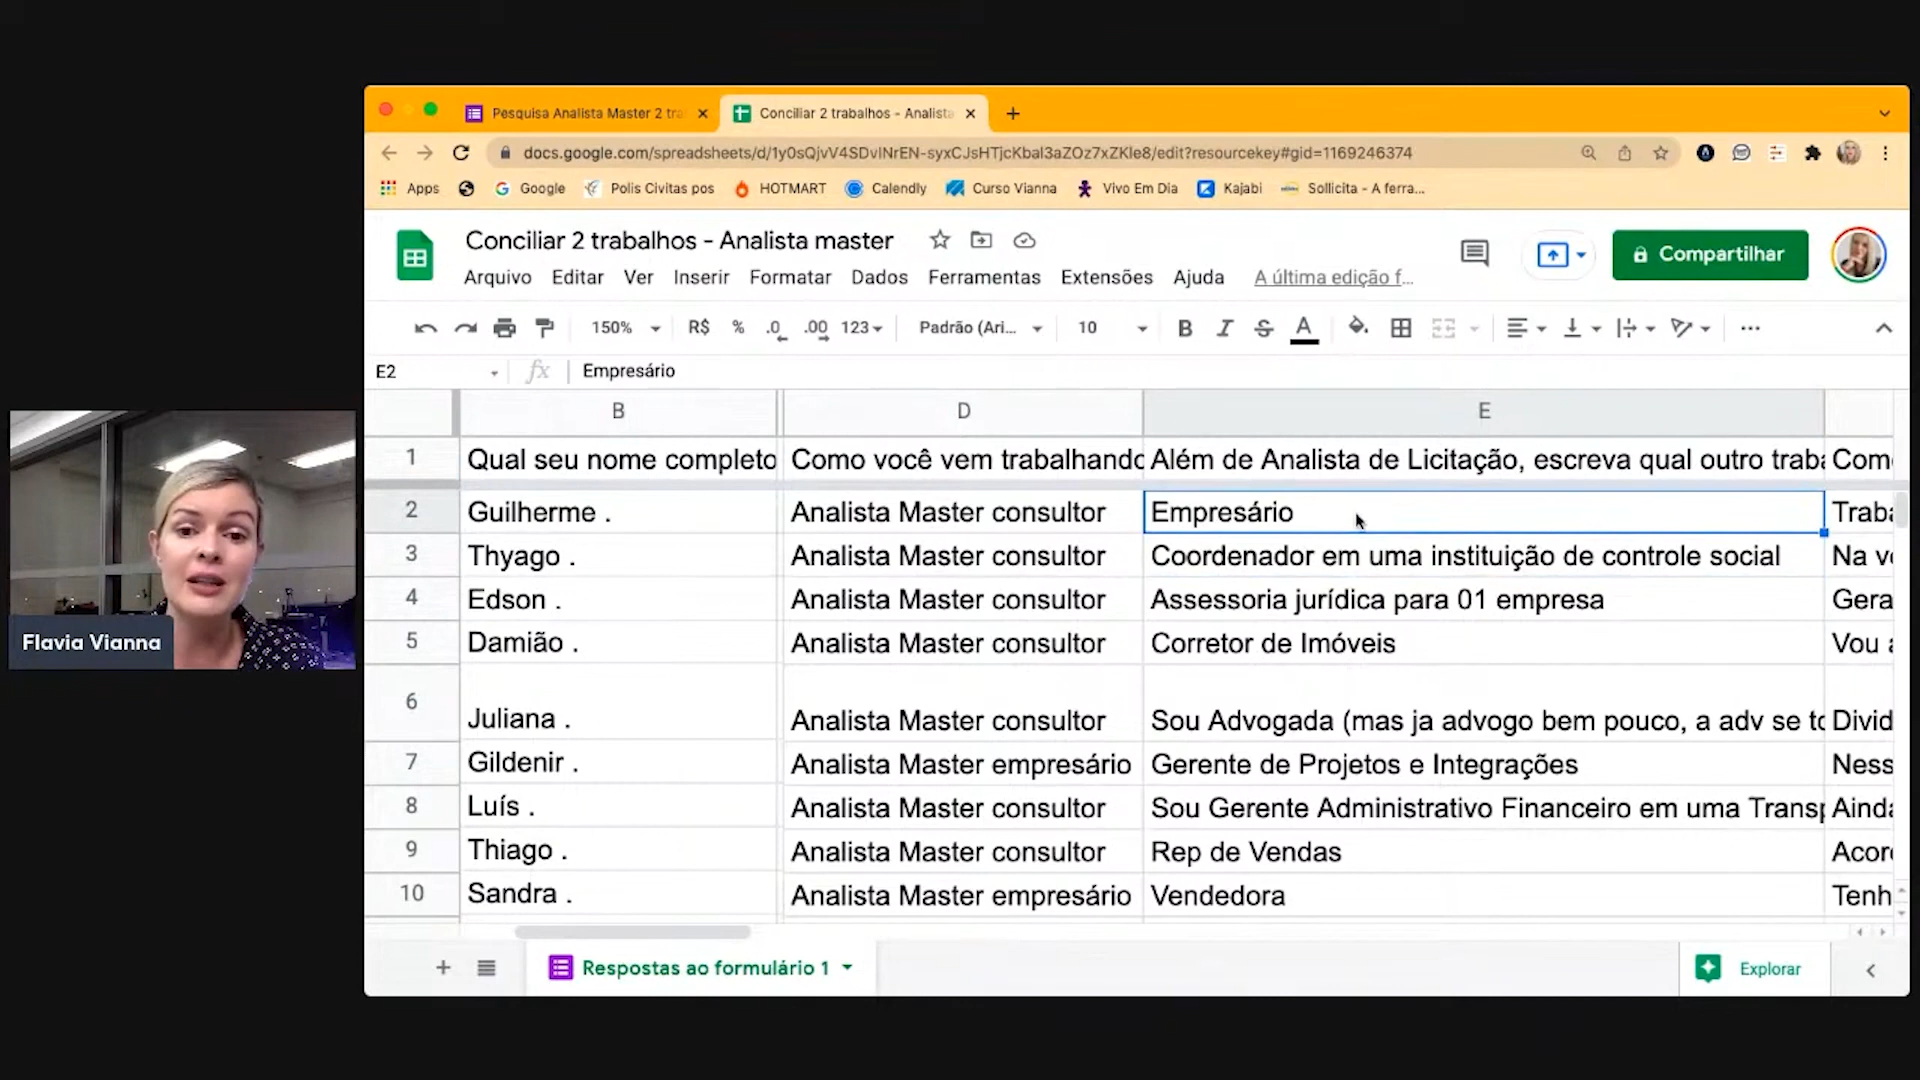 Pesquisa Analista Master 2 tra
Conciliar 2 trabalhos - Analista
docs.google.com/spreadsheets/d/1y0sQjvV4SDvINrEN-syxCJsHTjcKbal3aZOz7xZKle8/edit?resourcekey#gid=1169246374
Apps Google Polis Civitas pos HOTMART Calendly Curso Vianna Vivo Em Dia Kajabi Sollicita - A ferra...
Conciliar 2 trabalhos - Analista master
Compartilhar
Arquivo Editar Ver Inserir Formatar Dados Ferramentas Extensões Ajuda A última edição f...
150% R$ % .0 .00 123 Padrão (Ari... 10 B I S A
E2 fx Empresário
B D E
1 Qual seu nome completo Como você vem trabalhando Além de Analista de Licitação, escreva qual outro traba Como
2 Guilherme . Analista Master consultor Empresário Traba
3 Thyago . Analista Master consultor Coordenador em uma instituição de controle social Na v
4 Edson . Analista Master consultor Assessoria jurídica para 01 empresa Gera
5 Damião . Analista Master consultor Corretor de Imóveis Vou a
6 Juliana . Analista Master consultor Sou Advogada (mas ja advogo bem pouco, a adv se to Divid
7 Gildenir . Analista Master empresário Gerente de Projetos e Integrações Ness
8 Luís . Analista Master consultor Sou Gerente Administrativo Financeiro em uma Transp Ainda
9 Thiago . Analista Master consultor Rep de Vendas Acor
10 Sandra . Analista Master empresário Vendedora Tenh
Respostas ao formulário 1
Explorar
Flavia Vianna